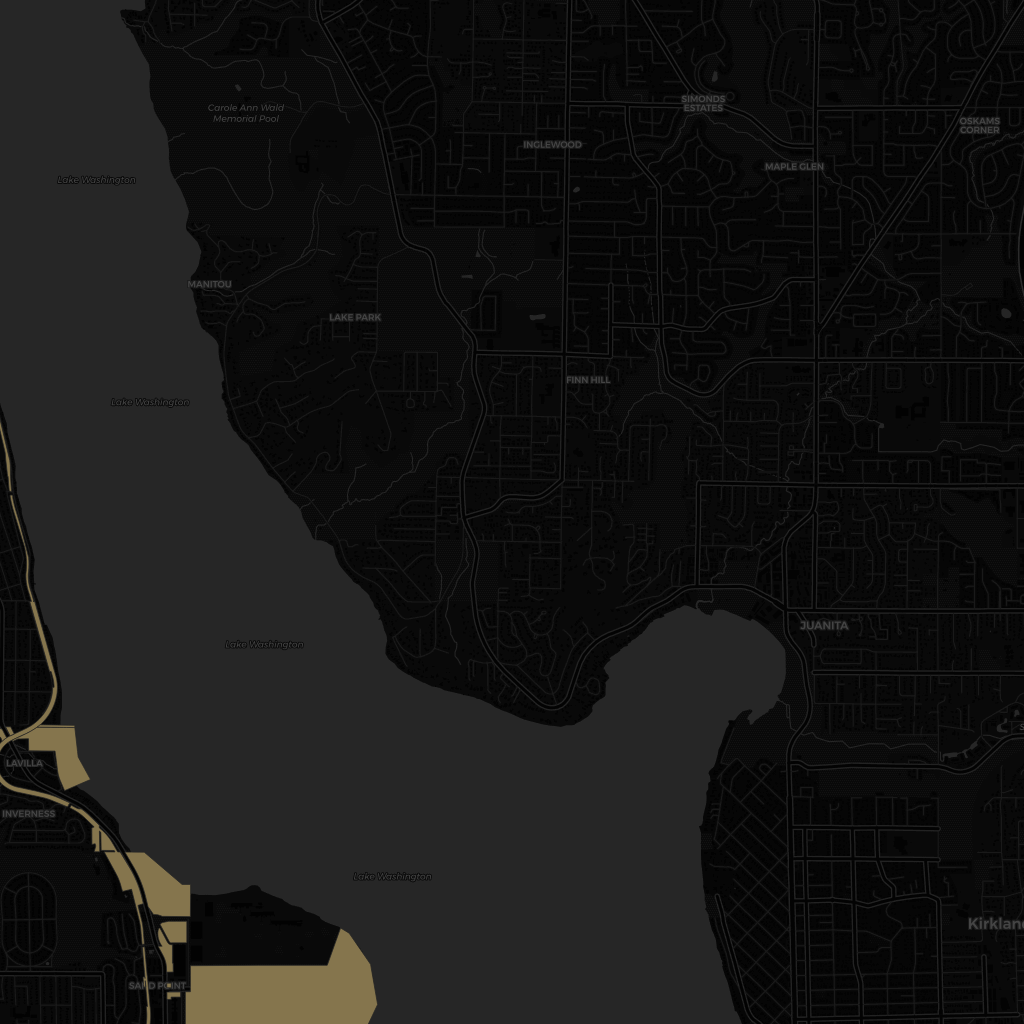 Carole Ann Wald
Memorial Pool
SIMONDS
ESTATES
OSKAMS
CORNER
INGLEWOOD
MAPLE GLEN
Lake Washington
MANITOU
LAKE PARK
FINN HILL
Lake Washington
JUANITA
Lake Washington
LAVILLA
INVERNESS
Lake Washington
Kirklan
SAND POINT